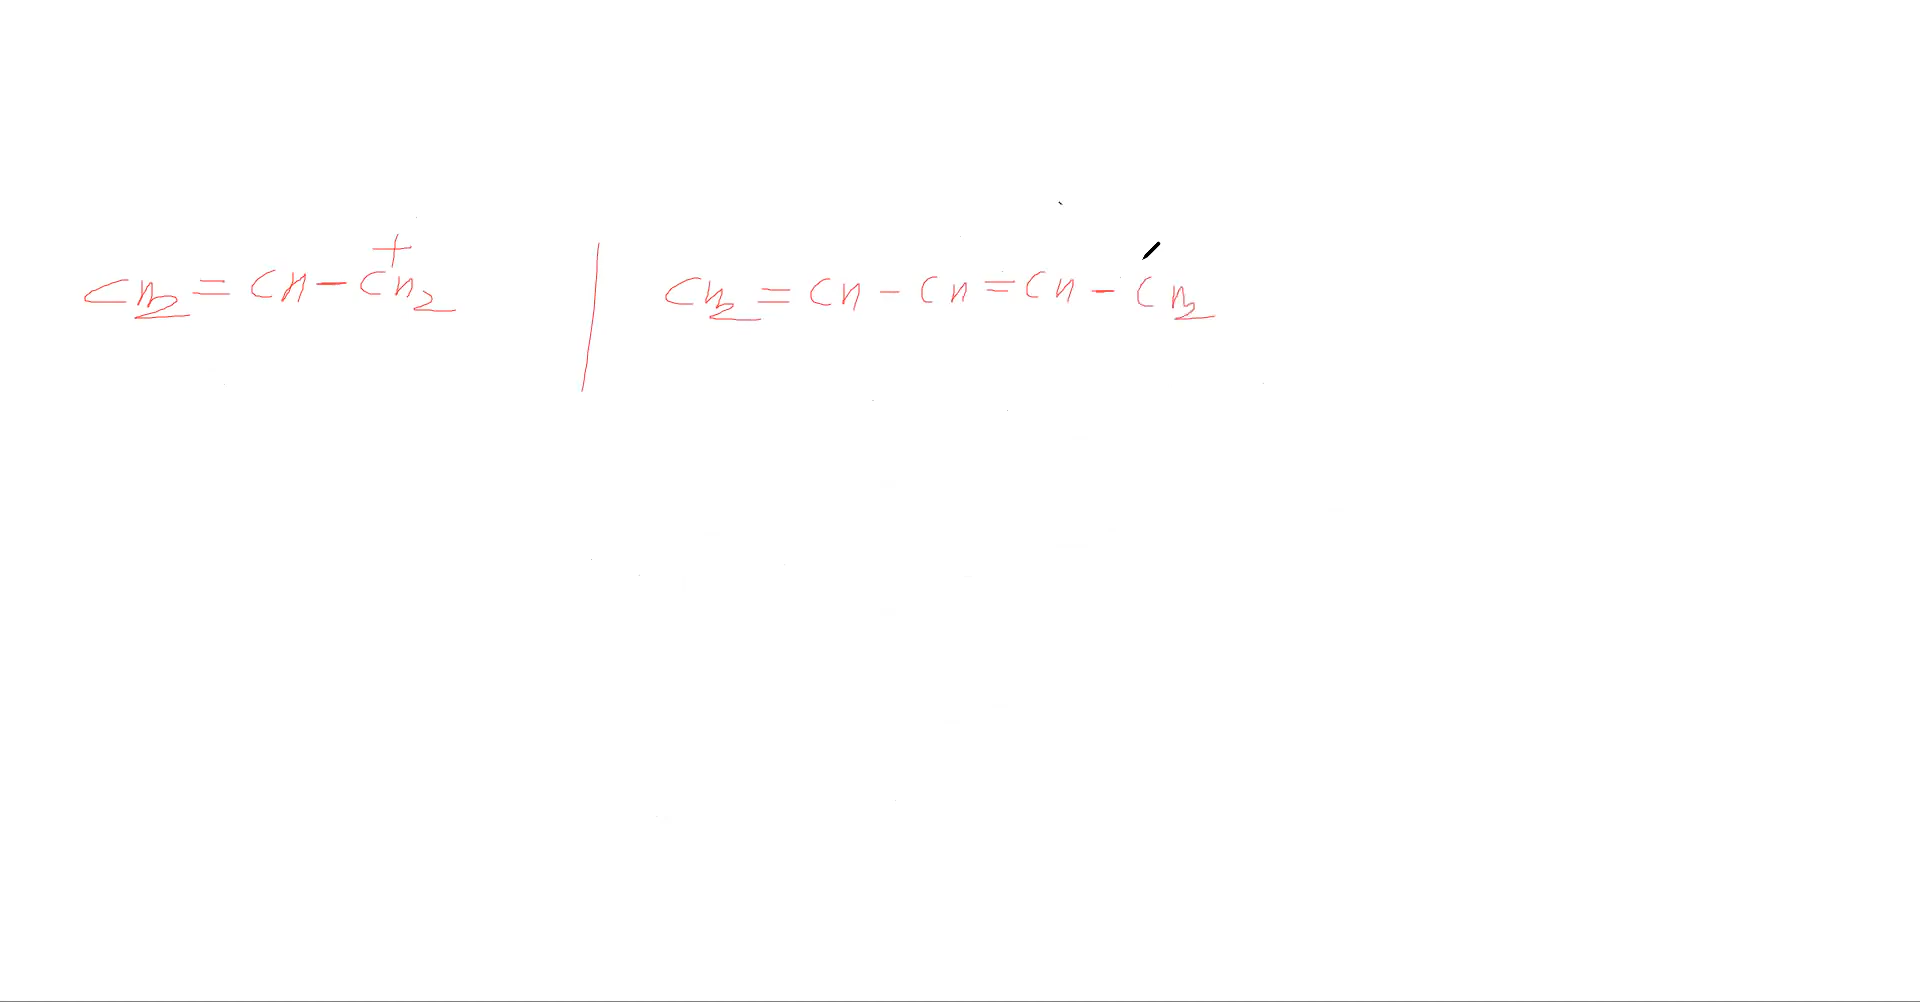 CH₂ = CH - C⁺H₂ | CH₂ = CH - CH = CH - CH₂